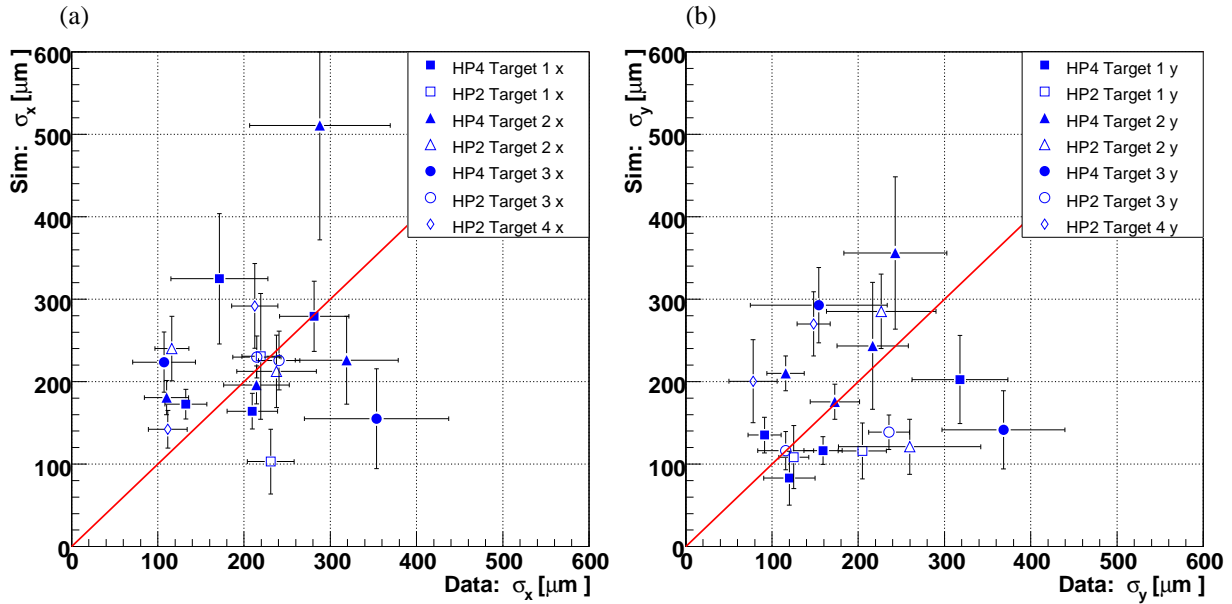 (a)
(b)
Sim: σx [μm]
600
500
400
300
200
100
0
0 100 200 300 400 500 600
Data: σx [μm]
HP4 Target 1 x
HP2 Target 1 x
HP4 Target 2 x
HP2 Target 2 x
HP4 Target 3 x
HP2 Target 3 x
HP2 Target 4 x
Sim: σy [μm]
600
500
400
300
200
100
0
0 100 200 300 400 500 600
Data: σy [μm]
HP4 Target 1 y
HP2 Target 1 y
HP4 Target 2 y
HP2 Target 2 y
HP4 Target 3 y
HP2 Target 3 y
HP2 Target 4 y